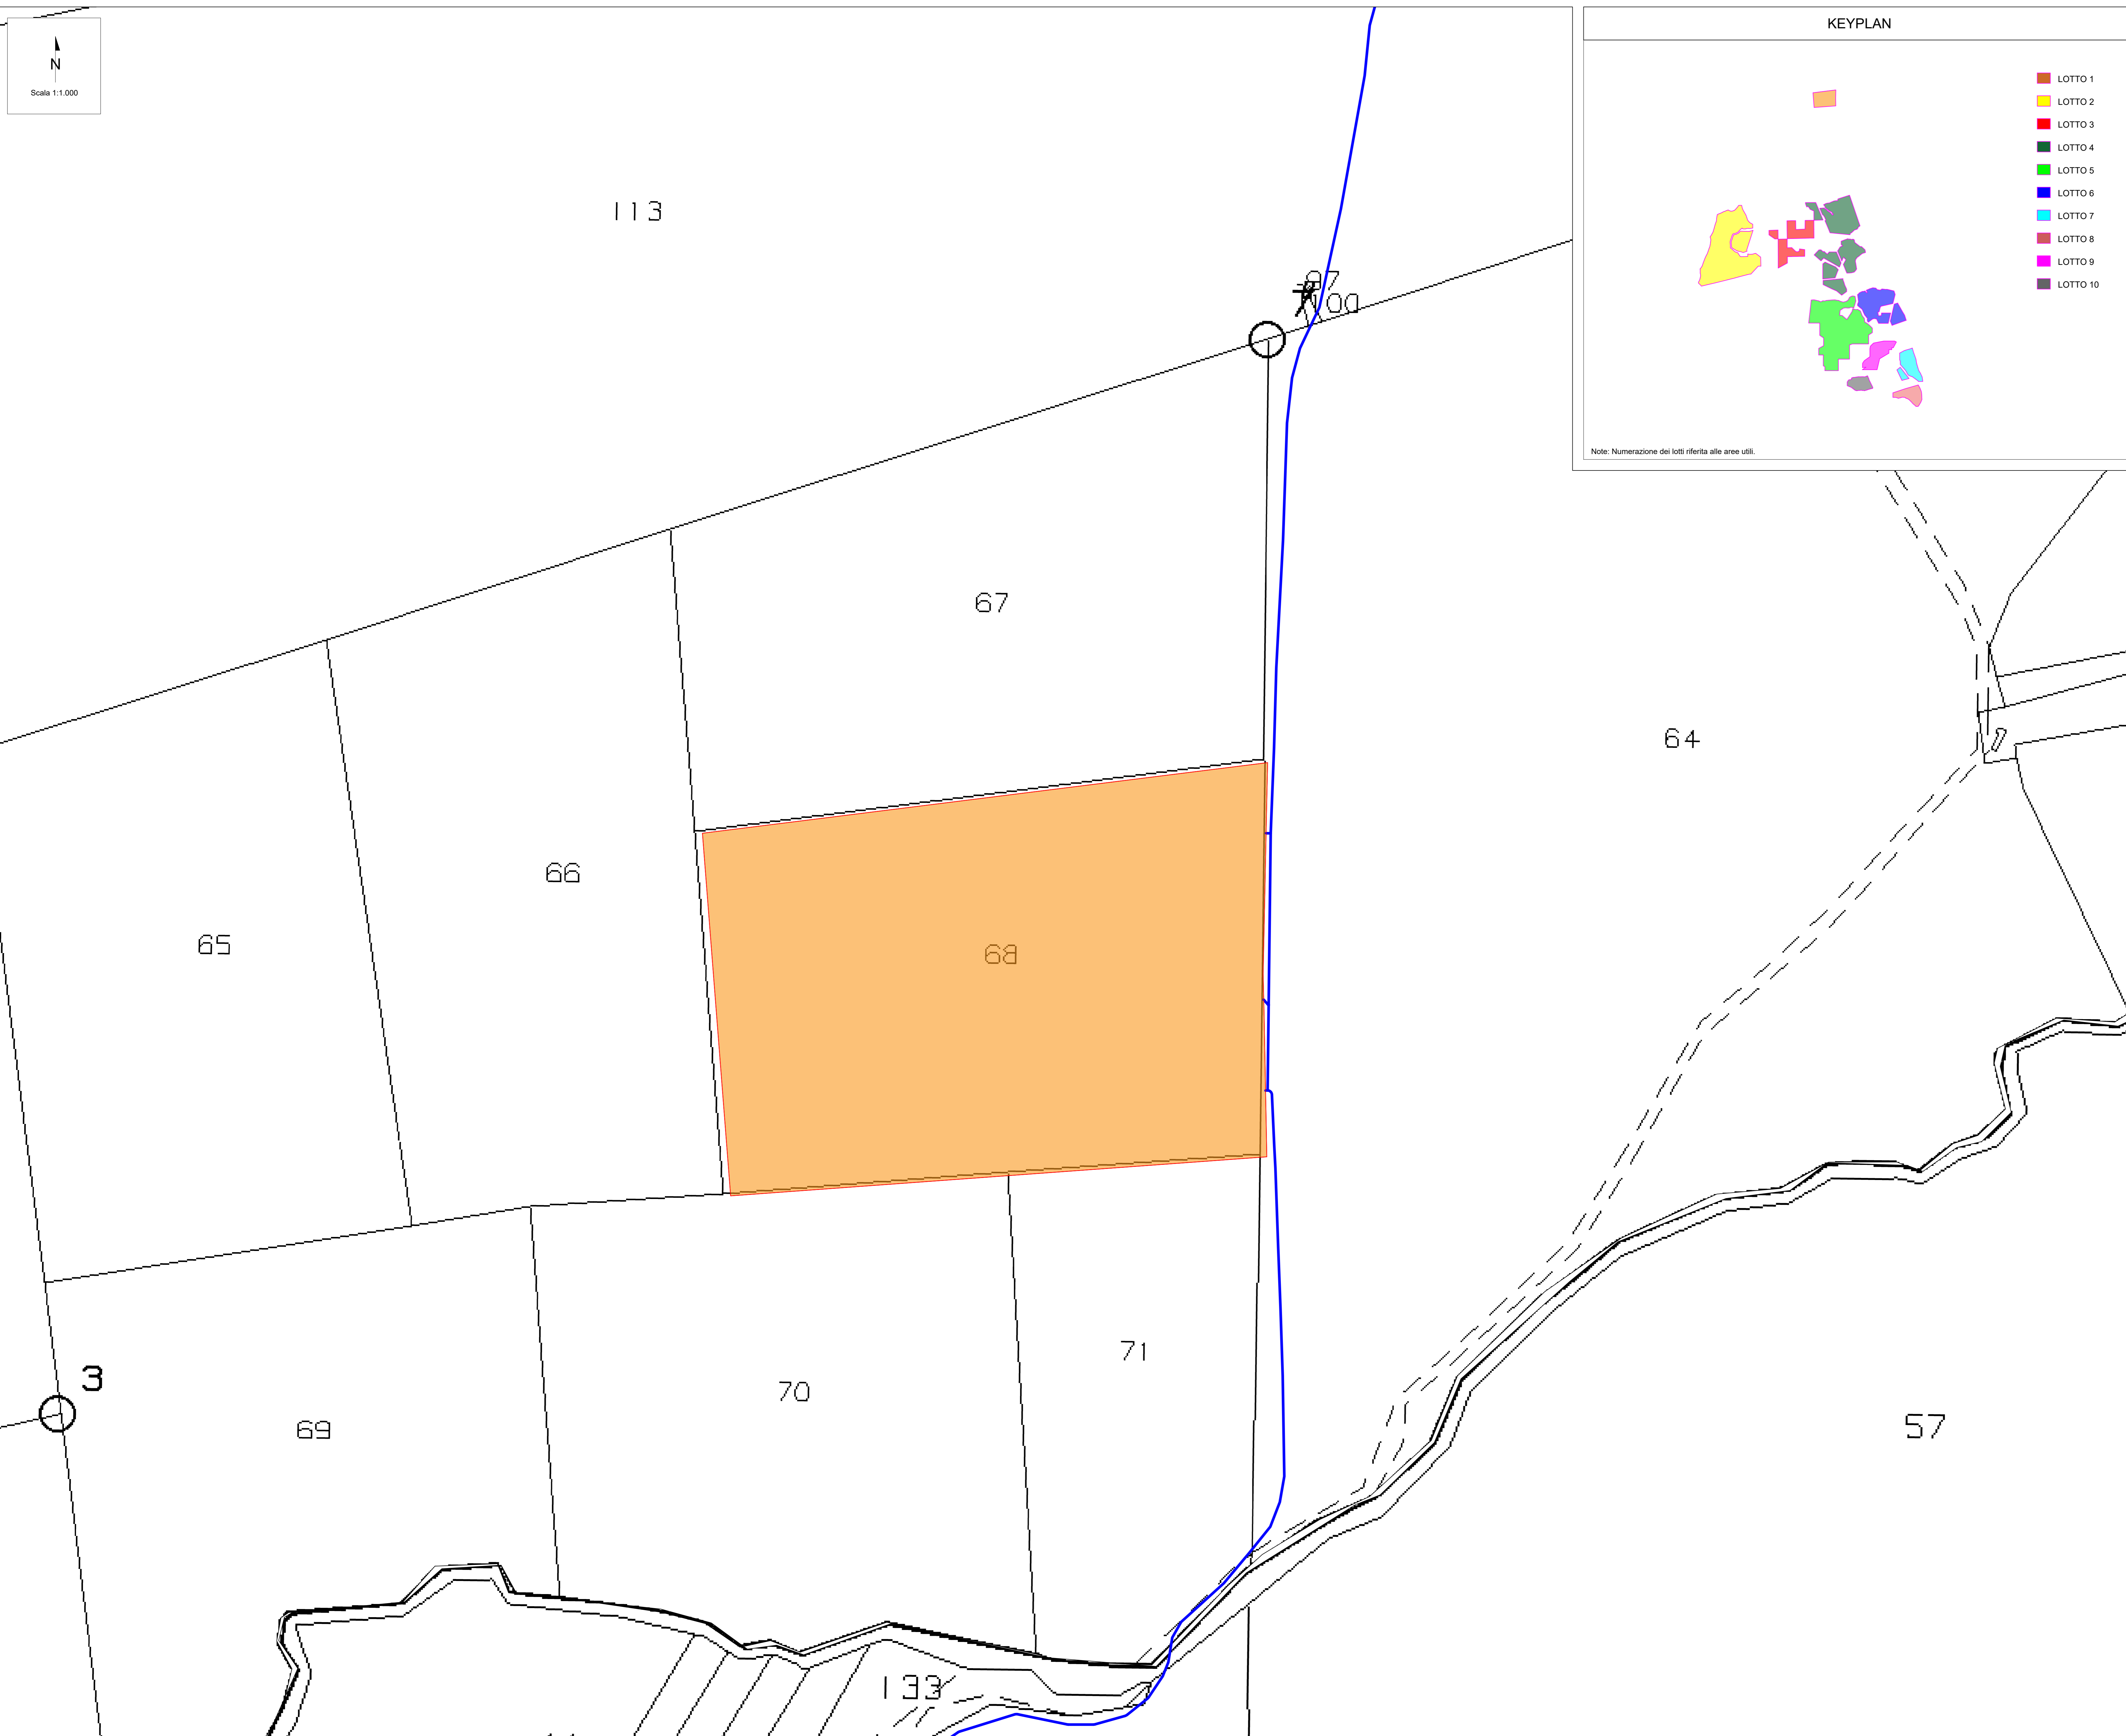 N
Scala 1:1.000
KEYPLAN
LOTTO 1
LOTTO 2
LOTTO 3
LOTTO 4
LOTTO 5
LOTTO 6
LOTTO 7
LOTTO 8
LOTTO 9
LOTTO 10
Note: Numerazione dei lotti riferita alle aree utili.
113
97
100
67
64
66
65
68
71
3
70
69
57
133